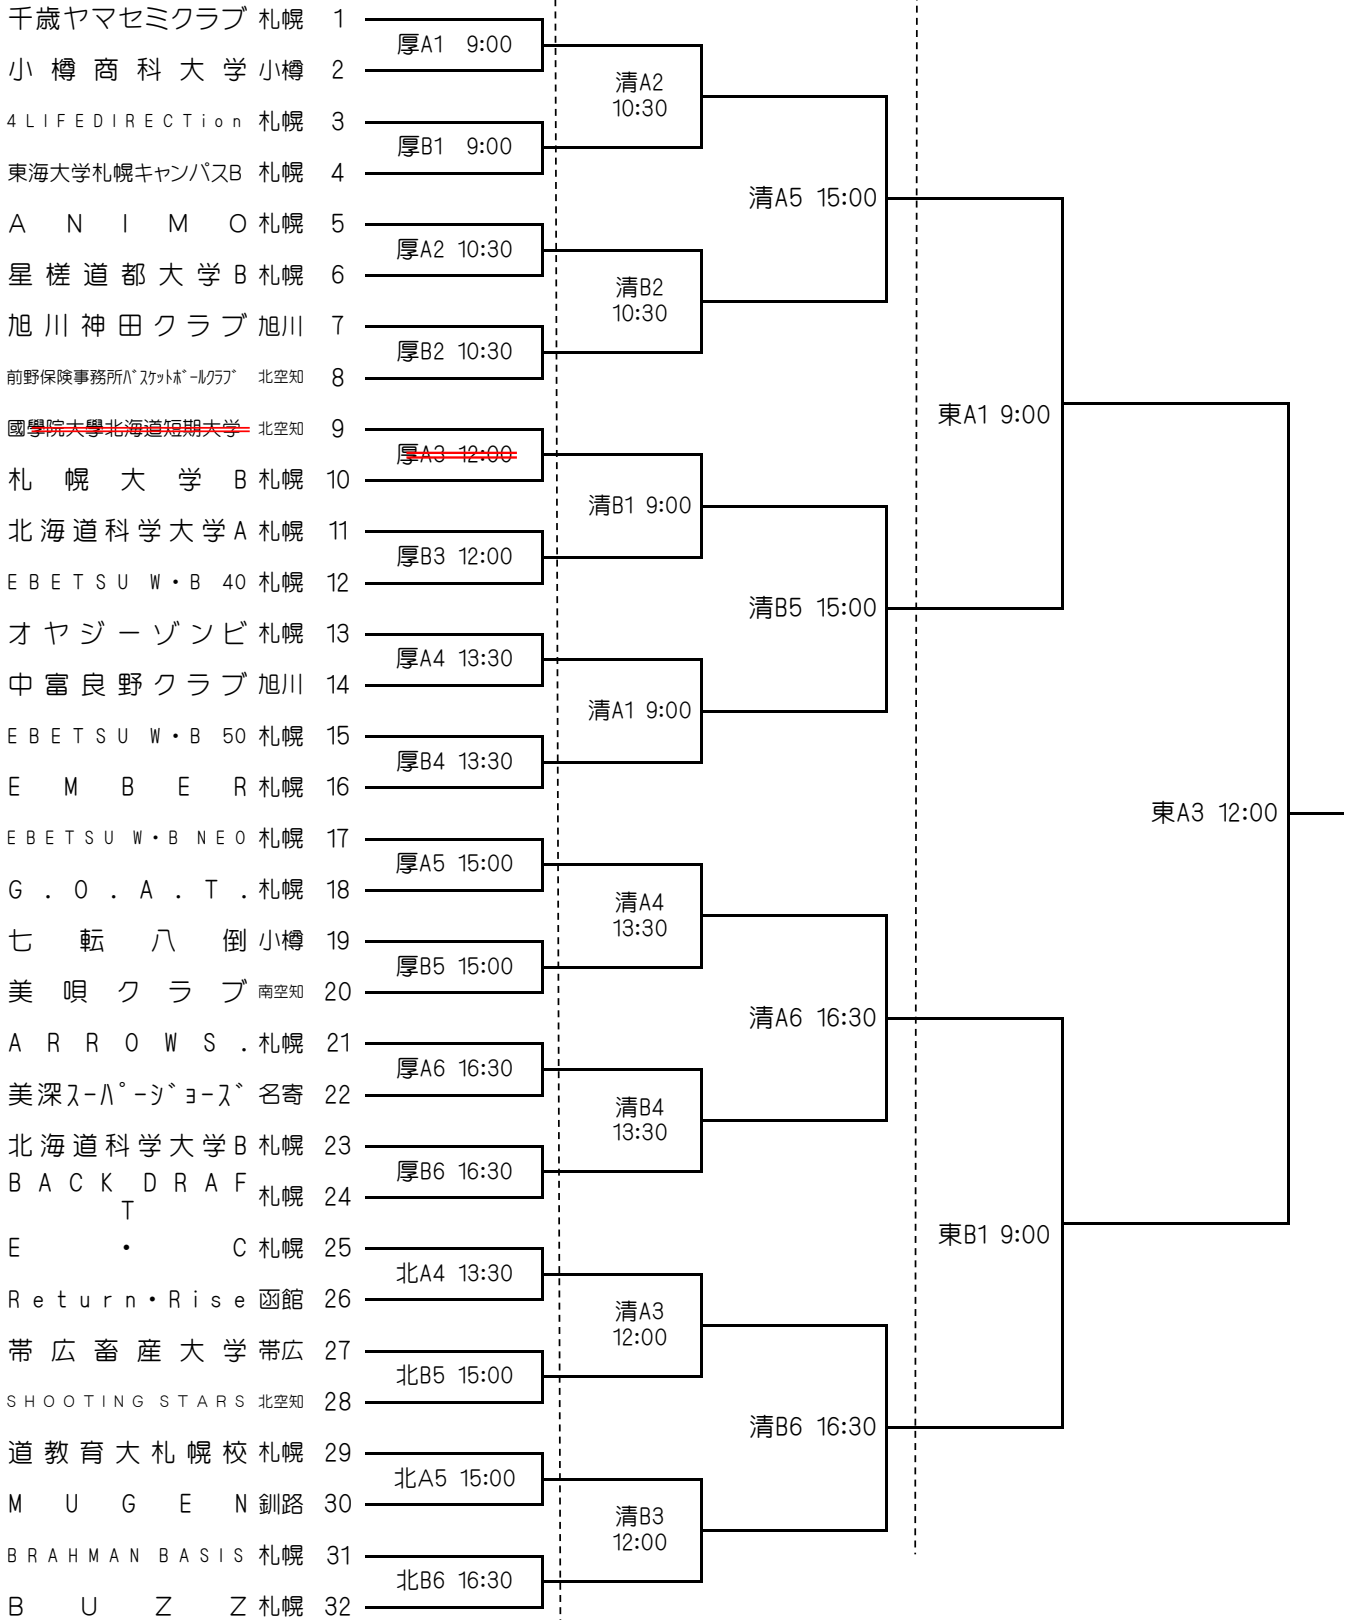 千歳ヤマセミクラブ 札幌 1
厚A1 9:00
小樽商科大学 小樽 2
清A2
10:30
4LIFEDIRECTion 札幌 3
厚B1 9:00
東海大学札幌キャンパスB 札幌 4
清A5 15:00
ANIMO 札幌 5
厚A2 10:30
星槎道都大学B 札幌 6
清B2
10:30
旭川神田クラブ 旭川 7
厚B2 10:30
前野保険事務所バスケットボールクラブ 北空知 8
東A1 9:00
國學院大學北海道短期大学 北空知 9
厚A3 12:00
札幌大学B 札幌 10
清B1 9:00
北海道科学大学A 札幌 11
厚B3 12:00
EBETSU W・B 40 札幌 12
清B5 15:00
オヤジーゾンビ 札幌 13
厚A4 13:30
中富良野クラブ 旭川 14
清A1 9:00
EBETSU W・B 50 札幌 15
厚B4 13:30
EMBER 札幌 16
東A3 12:00
EBETSU W・B NEO 札幌 17
厚A5 15:00
G.O.A.T. 札幌 18
清A4
13:30
七転八倒 小樽 19
厚B5 15:00
美唄クラブ 南空知 20
清A6 16:30
ARROWS. 札幌 21
厚A6 16:30
美深スーパージョーズ 名寄 22
清B4
13:30
北海道科学大学B 札幌 23
厚B6 16:30
BACK DRAF
T
札幌 24
東B1 9:00
E・C 札幌 25
北A4 13:30
Return・Rise 函館 26
清A3
12:00
帯広畜産大学 帯広 27
北B5 15:00
SHOOTING STARS 北空知 28
清B6 16:30
道教育大札幌校 札幌 29
北A5 15:00
MUGEN 釧路 30
清B3
12:00
BRAHMAN BASIS 札幌 31
北B6 16:30
BUZZ 札幌 32